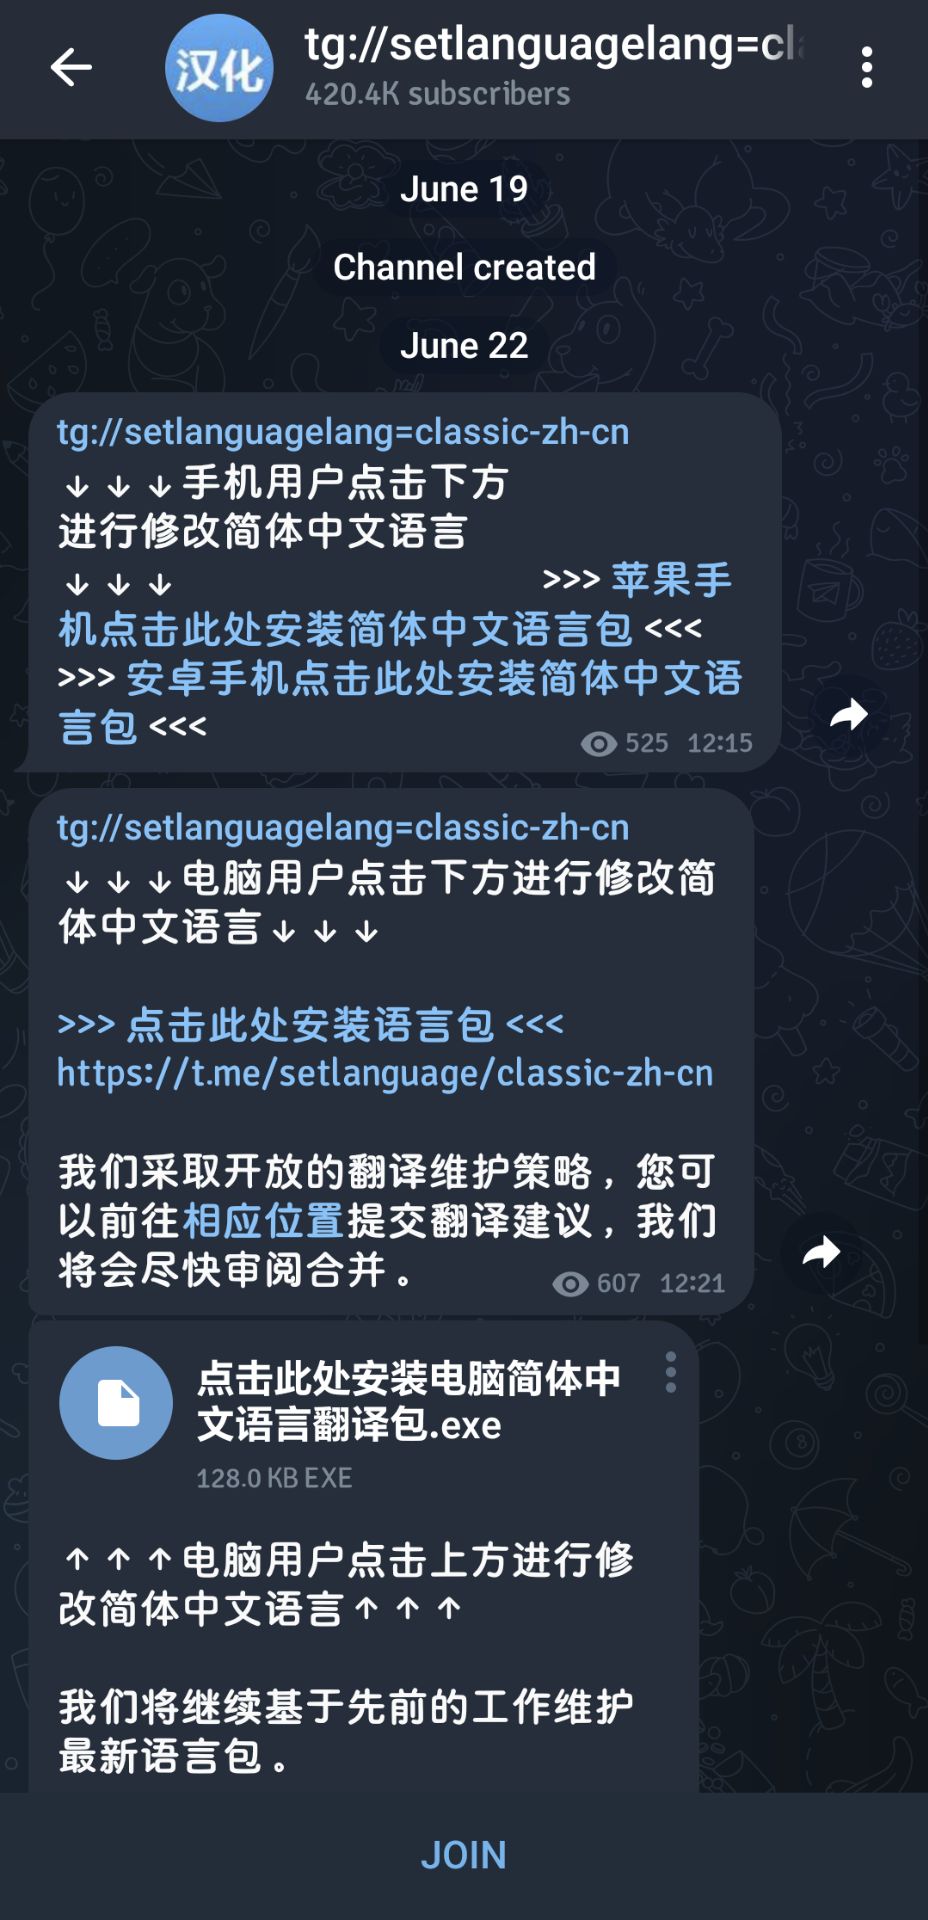 汉化
tg://setlanguagelang=cl
420.4K subscribers
June 19
Channel created
June 22
tg://setlanguagelang=classic-zh-cn
↓ ↓ ↓手机用户点击下方
进行修改简体中文语言
↓ ↓ ↓ >>> 苹果手
机点击此处安装简体中文语言包 <<<
>>> 安卓手机点击此处安装简体中文语
言包 <<<
525 12:15
tg://setlanguagelang=classic-zh-cn
↓ ↓ ↓电脑用户点击下方进行修改简
体中文语言↓ ↓ ↓
>>> 点击此处安装语言包 <<<
https://t.me/setlanguage/classic-zh-cn
我们采取开放的翻译维护策略，您可
以前往相应位置提交翻译建议，我们
将会尽快审阅合并。
607 12:21
点击此处安装电脑简体中
文语言翻译包.exe
128.0 KB EXE
↑ ↑ ↑电脑用户点击上方进行修
改简体中文语言↑ ↑ ↑
我们将继续基于先前的工作维护
最新语言包。
JOIN